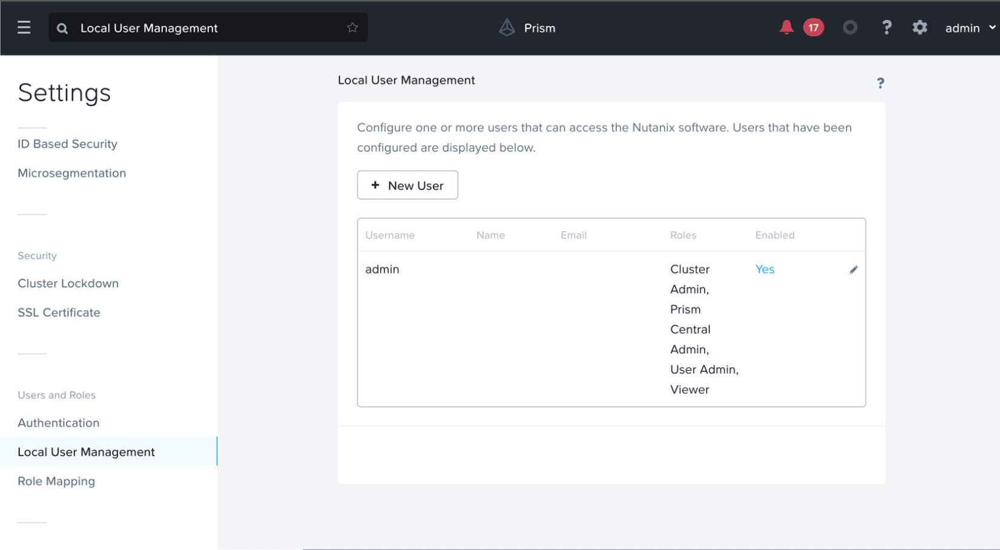 Local User Management
Prism
17
?
admin
Settings
ID Based Security
Microsegmentation
Security
Cluster Lockdown
SSL Certificate
Users and Roles
Authentication
Local User Management
Role Mapping
Local User Management
?
Configure one or more users that can access the Nutanix software. Users that have been
configured are displayed below.
+ New User
Username Name Email Roles Enabled
admin Cluster Yes
Admin,
Prism
Central
Admin,
User Admin,
Viewer